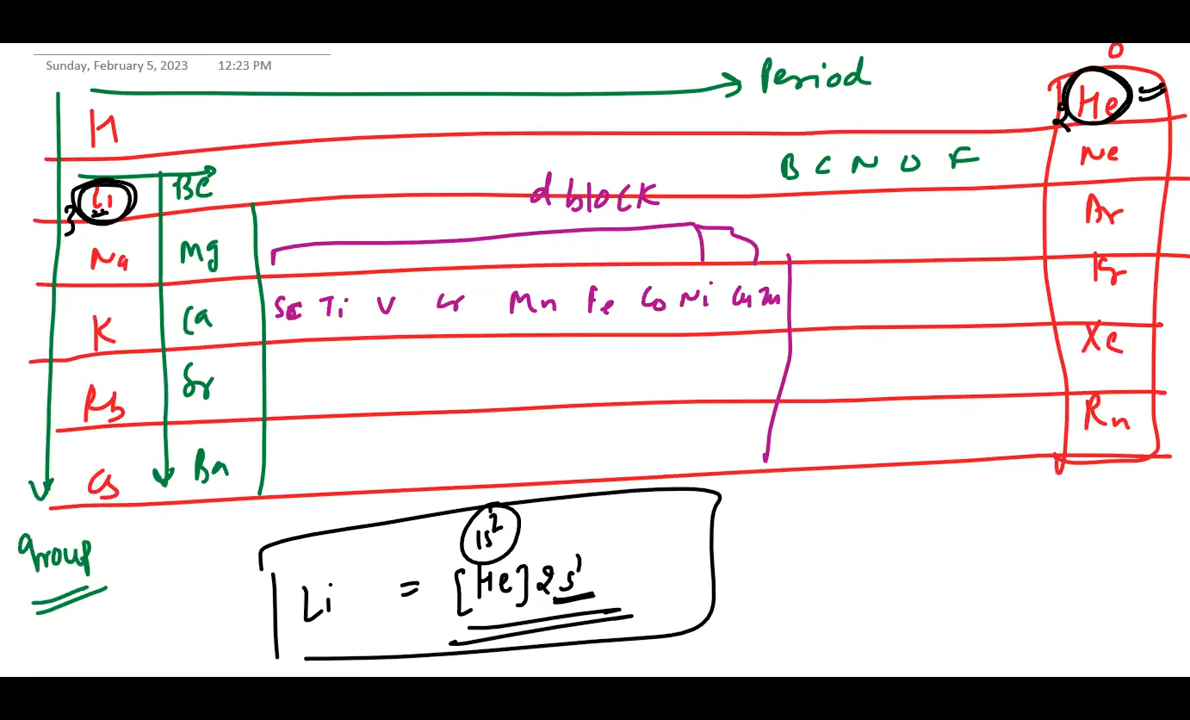 Sunday, February 5, 2023 12:23 PM
Period
0
H He
Li Be B C N O F Ne
d block
Na Mg Ar
K Ca Sc Ti V Cr Mn Fe Co Ni Cu Zn Kr
Rb Sr Xe
Cs Ba Rn
Group
1s²
Li = [He] 2s¹